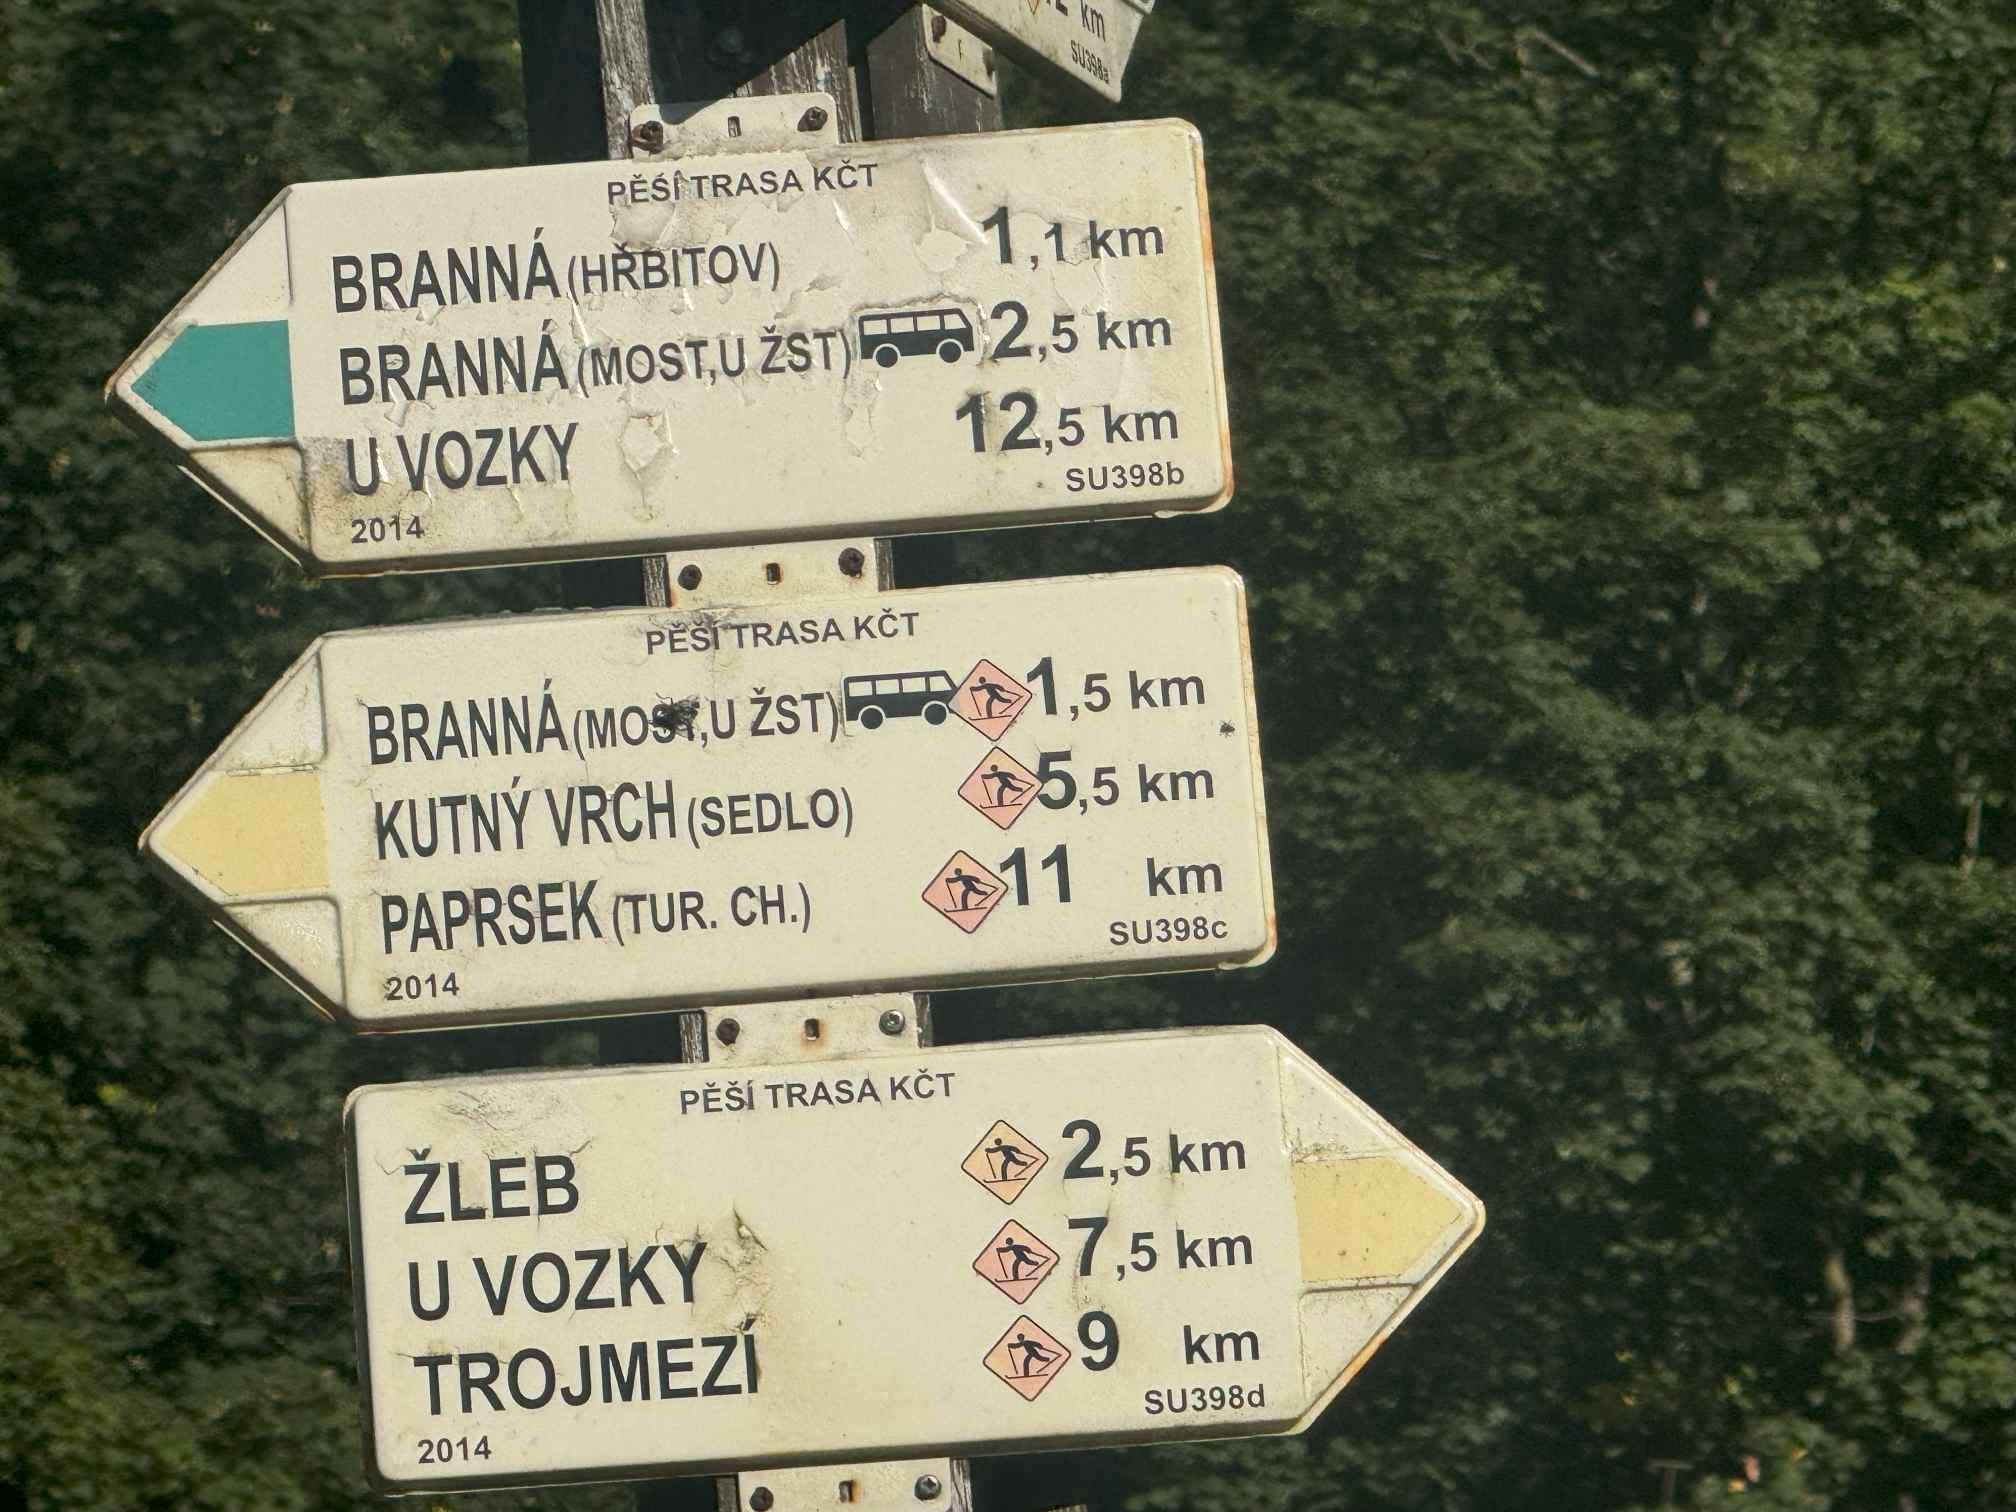 km
SU398a
F
PĚŠÍ TRASA KČT
BRANNÁ (HŘBITOV) 1,1 km
BRANNÁ (MOST,U ŽST) 2,5 km
U VOZKY 12,5 km
SU398b
2014
PĚŠÍ TRASA KČT
BRANNÁ (MOST,U ŽST) 1,5 km
KUTNÝ VRCH (SEDLO) 5,5 km
PAPRSEK (TUR. CH.) 11 km
SU398c
2014
PĚŠÍ TRASA KČT
ŽLEB 2,5 km
U VOZKY 7,5 km
TROJMEZÍ 9 km
SU398d
2014